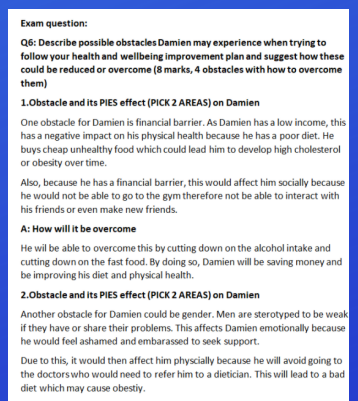 Exam question:
Q6: Describe possible obstacles Damien may experience when trying to
follow your health and wellbeing improvement plan and suggest how these
could be reduced or overcome (8 marks, 4 obstacles with how to overcome
them)
1.Obstacle and its PIES effect (PICK 2 AREAS) on Damien
One obstacle for Damien is financial barrier. As Damien has a low income, this
has a negative impact on his physical health because he has a poor diet. He
buys cheap unhealthy food which could lead him to develop high cholesterol
or obesity over time.
Also, because he has a financial barrier, this would affect him socially because
he would not be able to go to the gym therefore not be able to interact with
his friends or even make new friends.
A: How will it be overcome
He wil be able to overcome this by cutting down on the alcohol intake and
cutting down on the fast food. By doing so, Damien will be saving money and
be improving his diet and physical health.
2.Obstacle and its PIES effect (PICK 2 AREAS) on Damien
Another obstacle for Damien could be gender. Men are sterotyped to be weak
if they have or share their problems. This affects Damien emotionally because
he would feel ashamed and embarassed to seek support.
Due to this, it would then affect him physcially because he will avoid going to
the doctors who would need to refer him to a dietician. This will lead to a bad
diet which may cause obestiy.